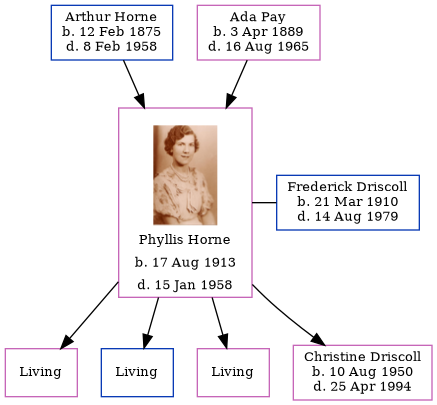 Arthur Horne
b. 12 Feb 1875
d. 8 Feb 1958
Ada Pay
b. 3 Apr 1889
d. 16 Aug 1965
Phyllis Horne
b. 17 Aug 1913
d. 15 Jan 1958
Frederick Driscoll
b. 21 Mar 1910
d. 14 Aug 1979
Living
Living
Living
Christine Driscoll
b. 10 Aug 1950
d. 25 Apr 1994